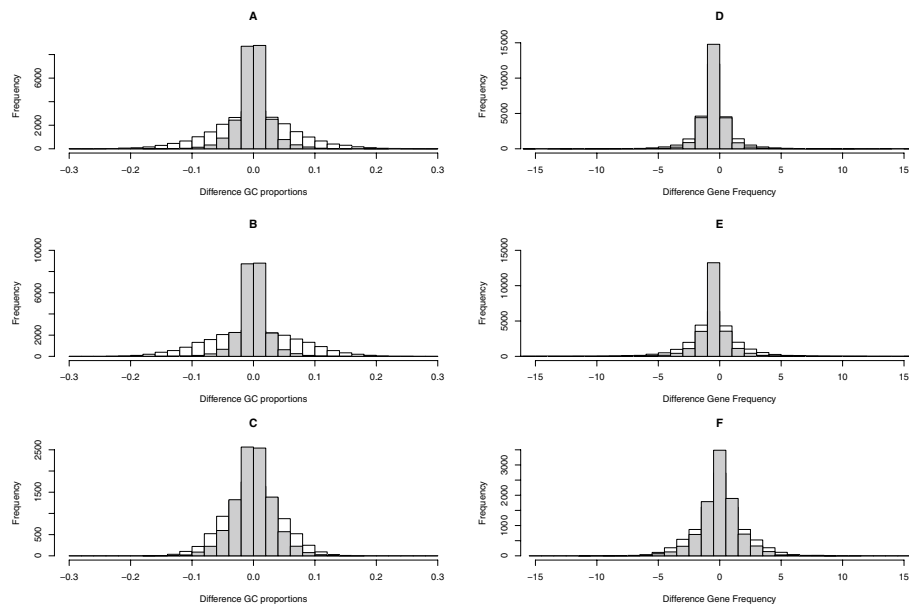 A
Frequency
0 2000 6000
−0.3 −0.2 −0.1 0.0 0.1 0.2 0.3
Difference GC proportions
D
Frequency
0 5000 15000
−15 −10 −5 0 5 10 15
Difference Gene Frequency
B
Frequency
0 2000 6000 10000
−0.3 −0.2 −0.1 0.0 0.1 0.2 0.3
Difference GC proportions
E
Frequency
0 5000 15000
−15 −10 −5 0 5 10 15
Difference Gene Frequency
C
Frequency
0 500 1500 2500
−0.3 −0.2 −0.1 0.0 0.1 0.2 0.3
Difference GC proportions
F
Frequency
0 1000 2000 3000
−15 −10 −5 0 5 10 15
Difference Gene Frequency